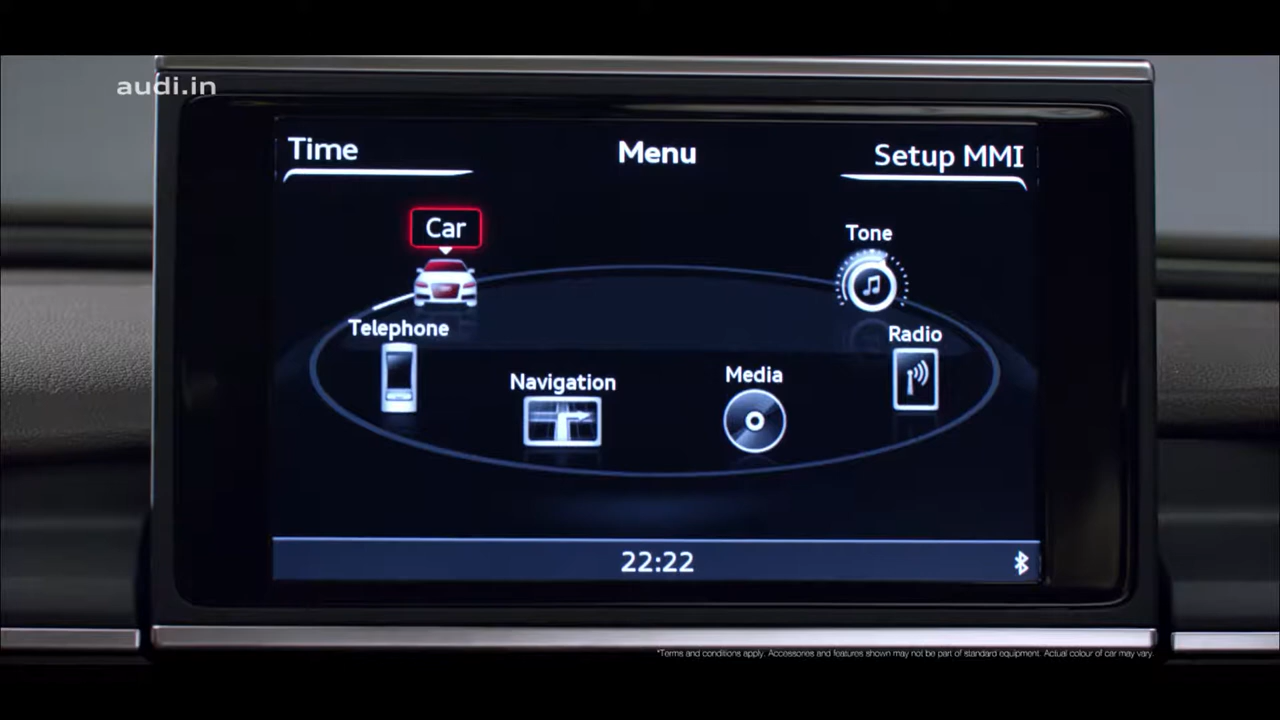 audi.in
Time
Menu
Setup MMI
Car
Tone
Telephone
Radio
Navigation
Media
22:22
*Terms and conditions apply. Accessories and features shown may not be part of standard equipment. Actual colour of car may vary.